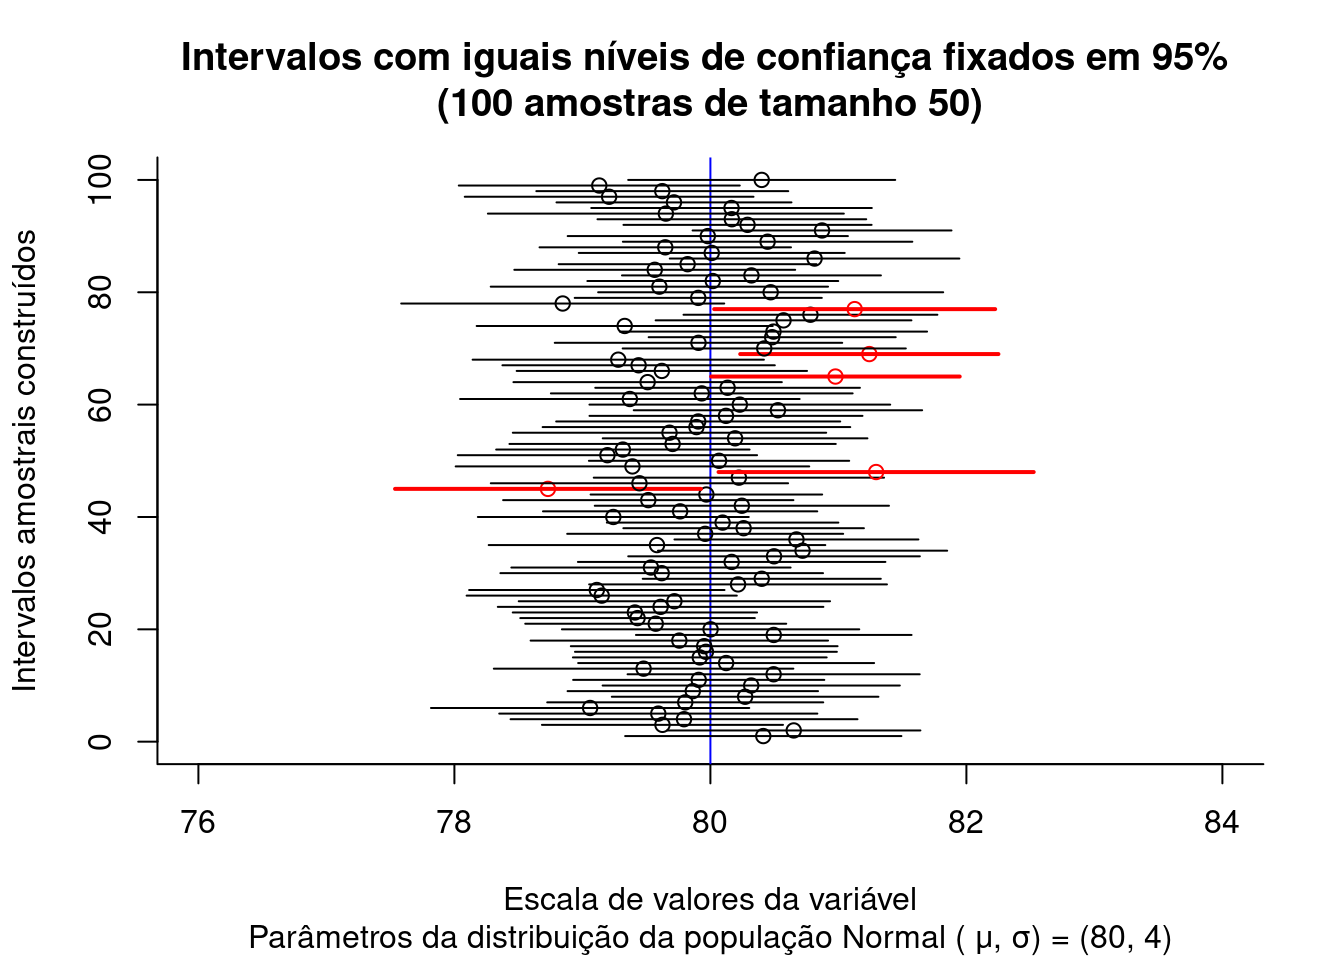 Intervalos com iguais níveis de confiança fixados em 95%
(100 amostras de tamanho 50)
Intervalos amostrais construídos
100
80
60
40
20
0
76 78 80 82 84
Escala de valores da variável
Parâmetros da distribuição da população Normal ( μ, σ) = (80, 4)